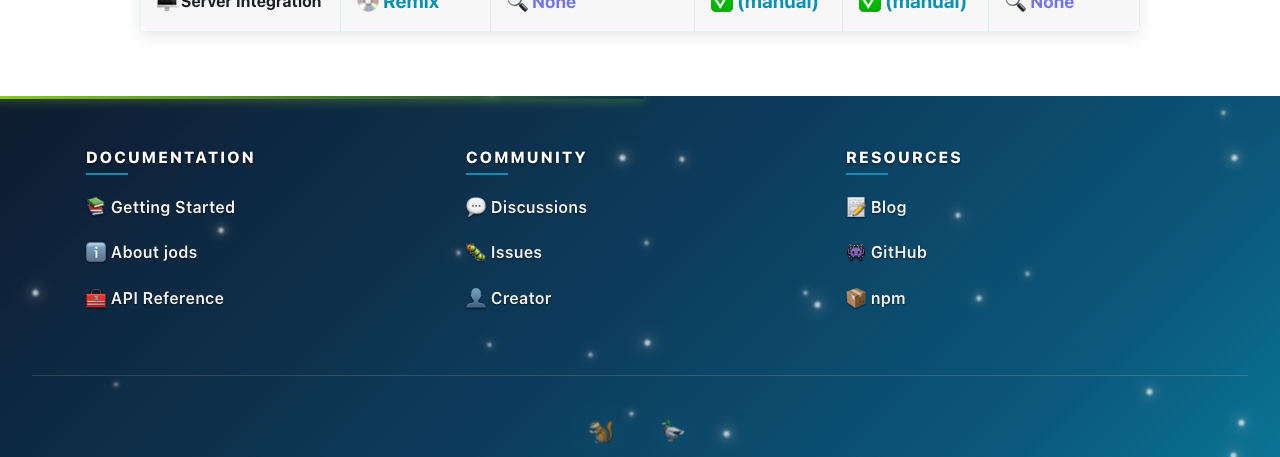 Server Integration Remix None (manual) (manual) None
DOCUMENTATION
Getting Started
About jods
API Reference
COMMUNITY
Discussions
Issues
Creator
RESOURCES
Blog
GitHub
npm